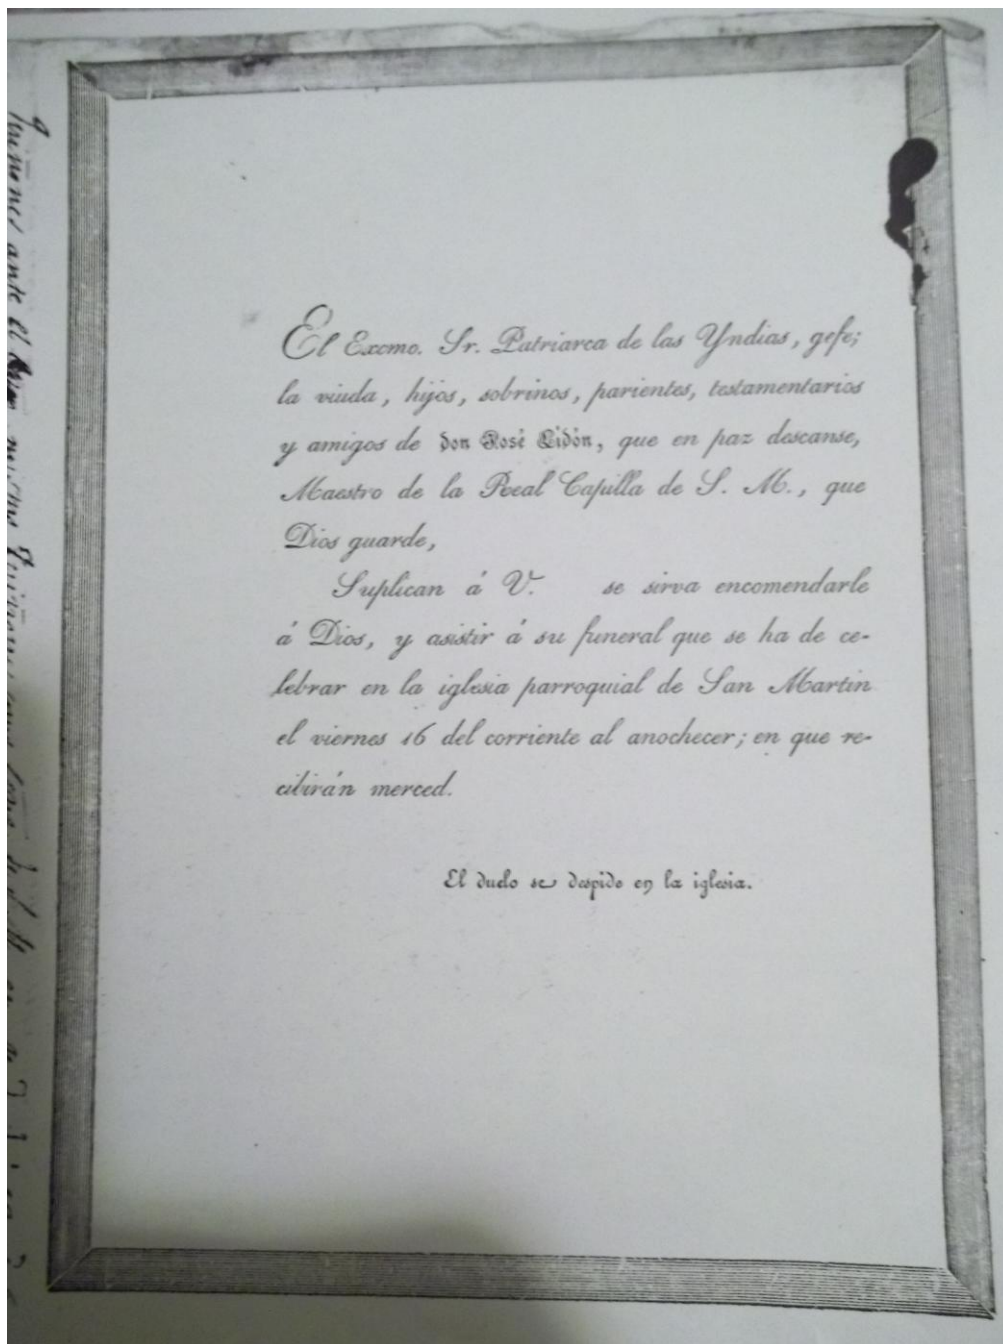 El Excmo. Sr. Patriarca de las Yndias, gefe;
la viuda, hijos, sobrinos, parientes, testamentarios
y amigos de don José Lidón, que en paz descanse,
Maestro de la Real Capilla de S. M., que
Dios guarde,
Suplican á V. se sirva encomendarle
á Dios, y asistir á su funeral que se ha de ce-
lebrar en la iglesia parroquial de San Martin
el viernes 16 del corriente al anochecer; en que re-
cibirán merced.
El duelo se despide en la iglesia.
ante el